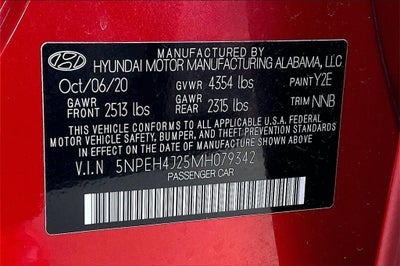 MANUFACTURED BY
HYUNDAI MOTOR MANUFACTURING ALABAMA, LLC
Oct/06/20 GVWR 4354 lbs PAINT Y2E
GAWR FRONT 2513 lbs GAWR REAR 2315 lbs TRIM NNB
THIS VEHICLE CONFORMS TO ALL APPLICABLE U.S.A. FEDERAL
MOTOR VEHICLE SAFETY, BUMPER, AND THEFT PREVENTION STANDARDS
IN EFFECT ON THE DATE OF MANUFACTURE SHOWN ABOVE.
V.I.N 5NPEH4J25MH079342
PASSENGER CAR